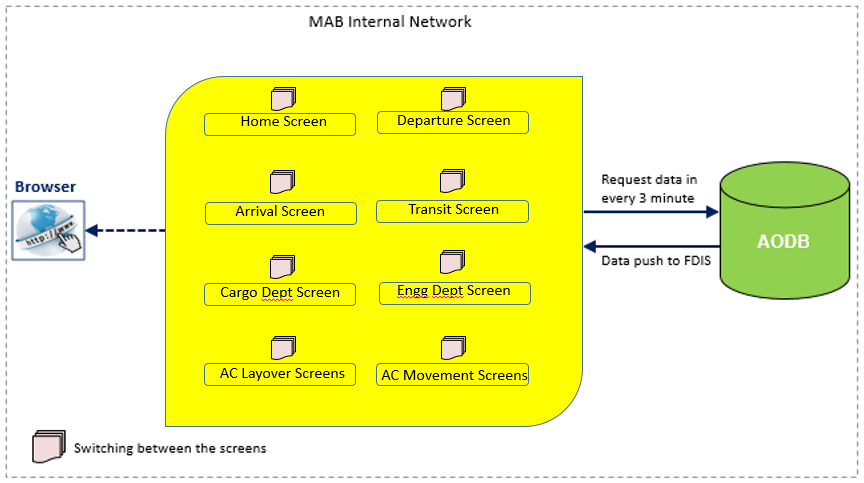 MAB Internal Network
Home Screen
Departure Screen
Browser
http://www
Arrival Screen
Transit Screen
Request data in
every 3 minute
AODB
Data push to FDIS
Cargo Dept Screen
Engg Dept Screen
AC Layover Screens
AC Movement Screens
Switching between the screens